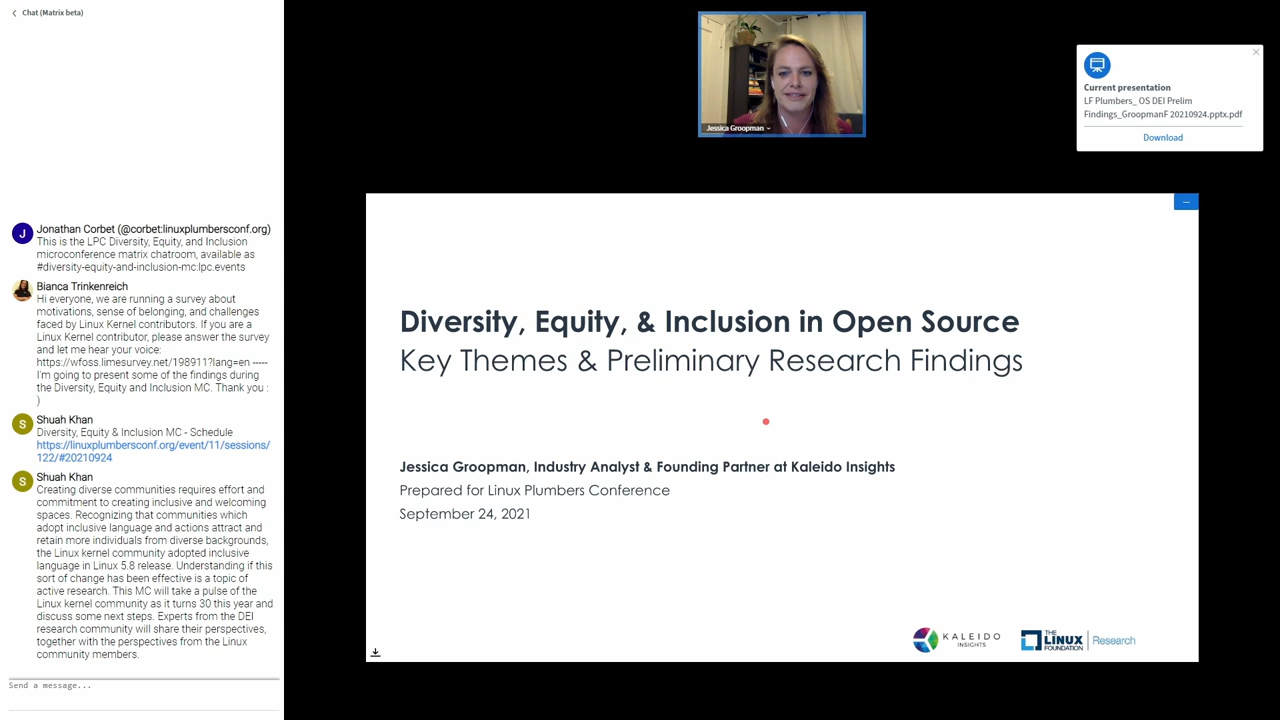 Chat (Matrix beta)
J
Jonathan Corbet (@corbet:linuxplumbersconf.org)
This is the LPC Diversity, Equity, and Inclusion
microconference matrix chatroom, available as
#diversity-equity-and-inclusion-mc:lpc.events
Bianca Trinkenreich
Hi everyone, we are running a survey about
motivations, sense of belonging, and challenges
faced by Linux Kernel contributors. If you are a
Linux Kernel contributor, please answer the survey
and let me hear your voice:
https://wfoss.limesurvey.net/198911?lang=en -----
I'm going to present some of the findings during
the Diversity, Equity and Inclusion MC. Thank you :
)
S
Shuah Khan
Diversity, Equity & Inclusion MC - Schedule
https://linuxplumbersconf.org/event/11/sessions/
122/#20210924
S
Shuah Khan
Creating diverse communities requires effort and
commitment to creating inclusive and welcoming
spaces. Recognizing that communities which
adopt inclusive language and actions attract and
retain more individuals from diverse backgrounds,
the Linux kernel community adopted inclusive
language in Linux 5.8 release. Understanding if this
sort of change has been effective is a topic of
active research. This MC will take a pulse of the
Linux kernel community as it turns 30 this year and
discuss some next steps. Experts from the DEI
research community will share their perspectives,
together with the perspectives from the Linux
community members.
Send a message...
Jessica Groopman
Current presentation
LF Plumbers_ OS DEI Prelim
Findings_GroopmanF 20210924.pptx.pdf
Download
Diversity, Equity, & Inclusion in Open Source
Key Themes & Preliminary Research Findings
Jessica Groopman, Industry Analyst & Founding Partner at Kaleido Insights
Prepared for Linux Plumbers Conference
September 24, 2021
KALEIDO
INSIGHTS
THE
LINUX
FOUNDATION
Research